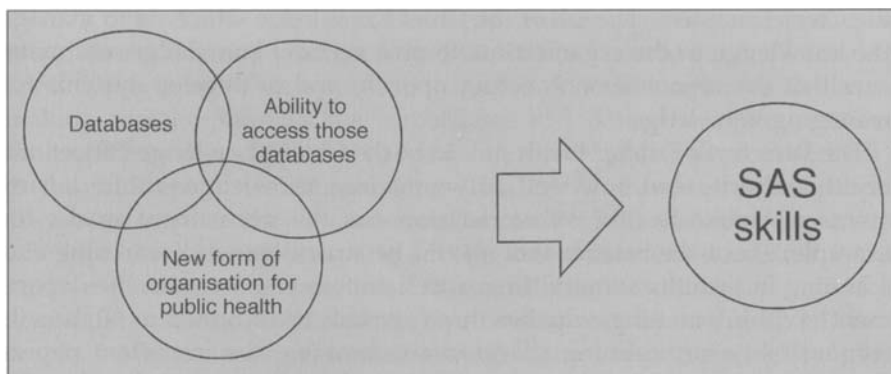 Databases
Ability to
access those
databases
New form of
organisation for
public health
SAS
skills